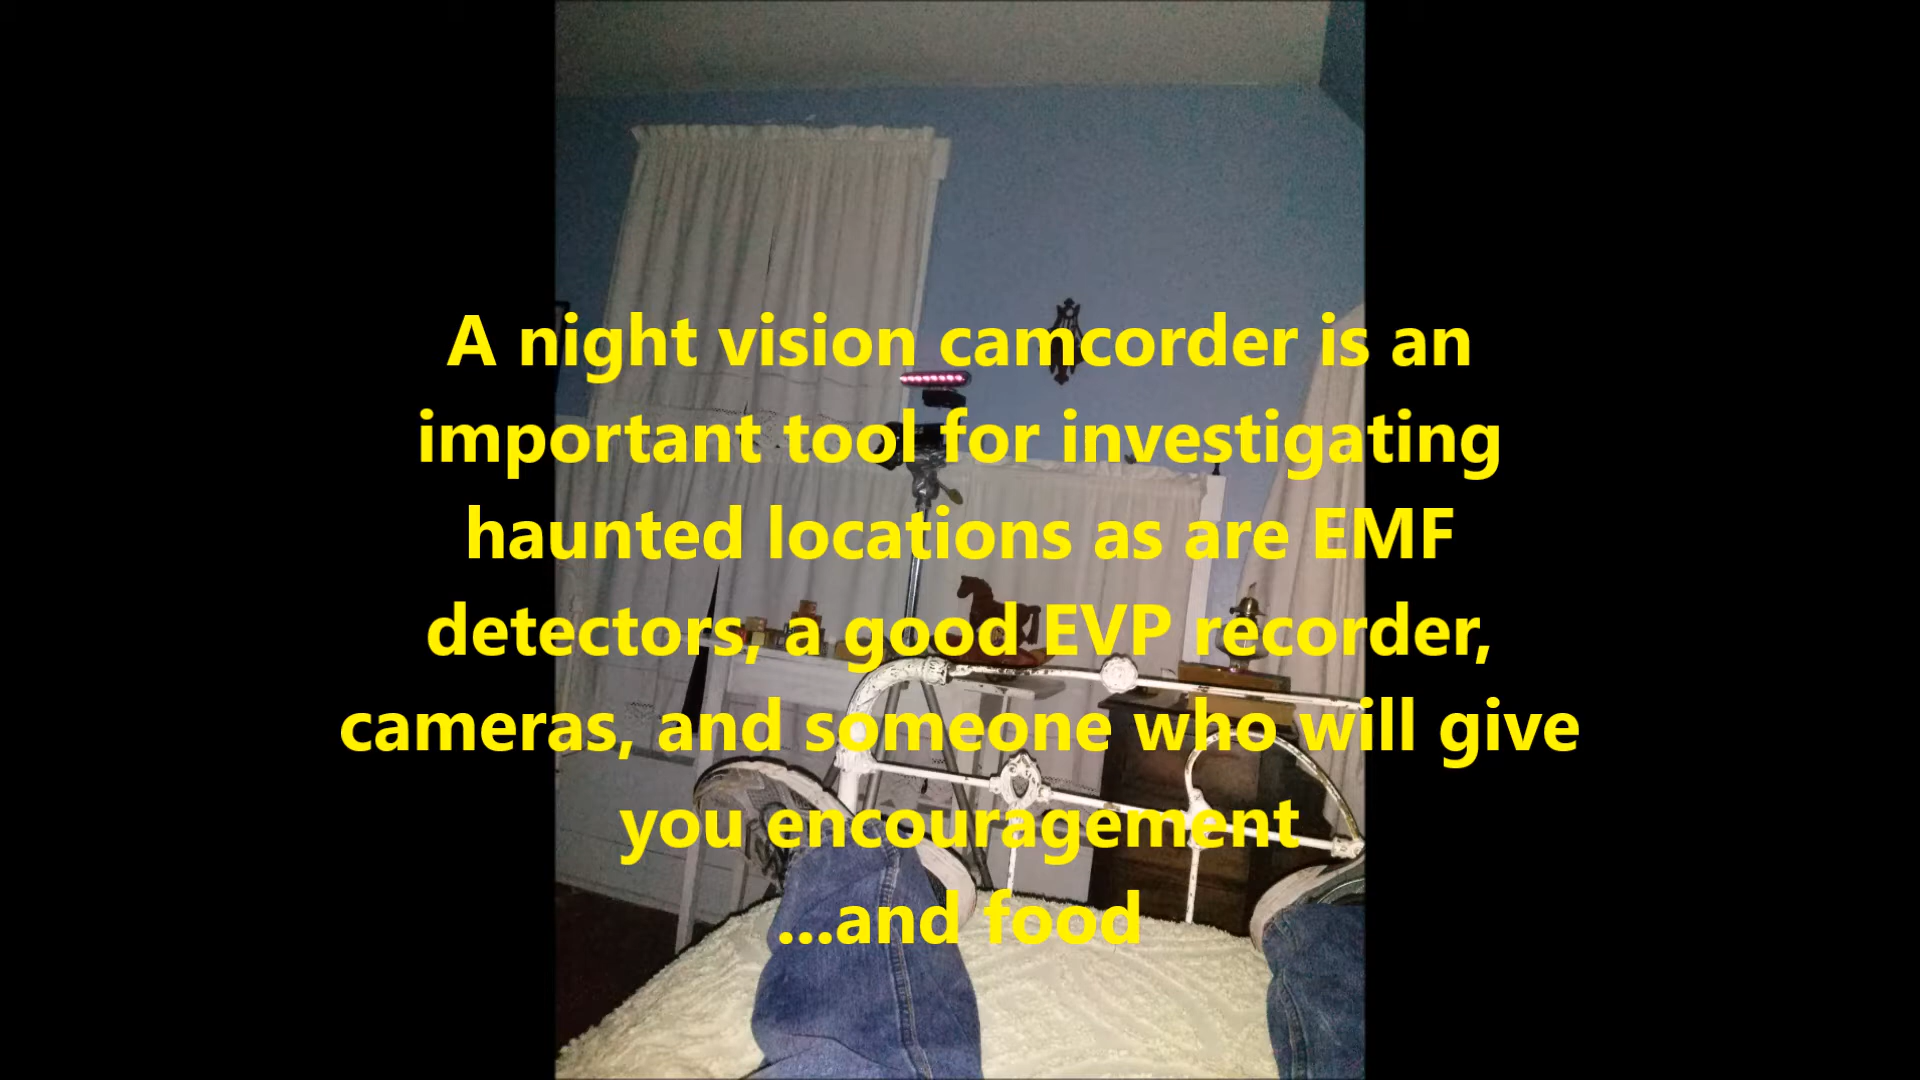 A night vision camcorder is an
important tool for investigating
haunted locations as are EMF
detectors, a good EVP recorder,
cameras, and someone who will give
you encouragement
...and food